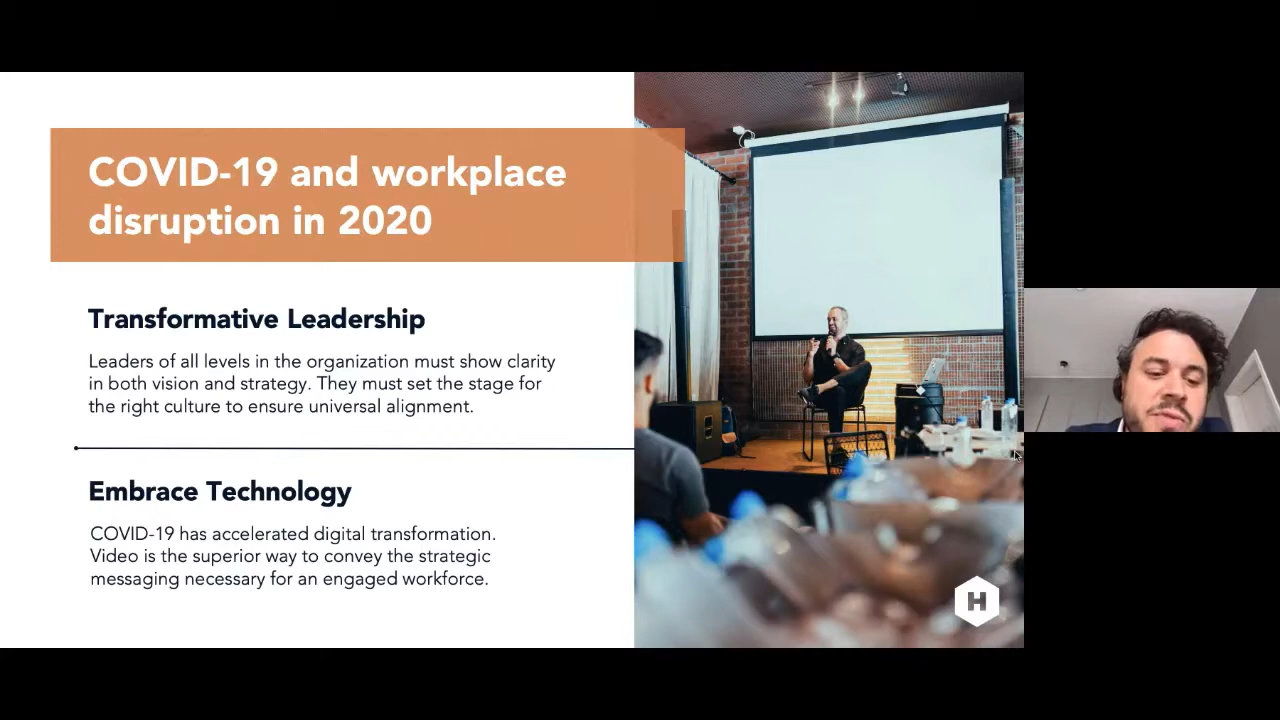 COVID-19 and workplace
disruption in 2020
Transformative Leadership
Leaders of all levels in the organization must show clarity
in both vision and strategy. They must set the stage for
the right culture to ensure universal alignment.
Embrace Technology
COVID-19 has accelerated digital transformation.
Video is the superior way to convey the strategic
messaging necessary for an engaged workforce.
H